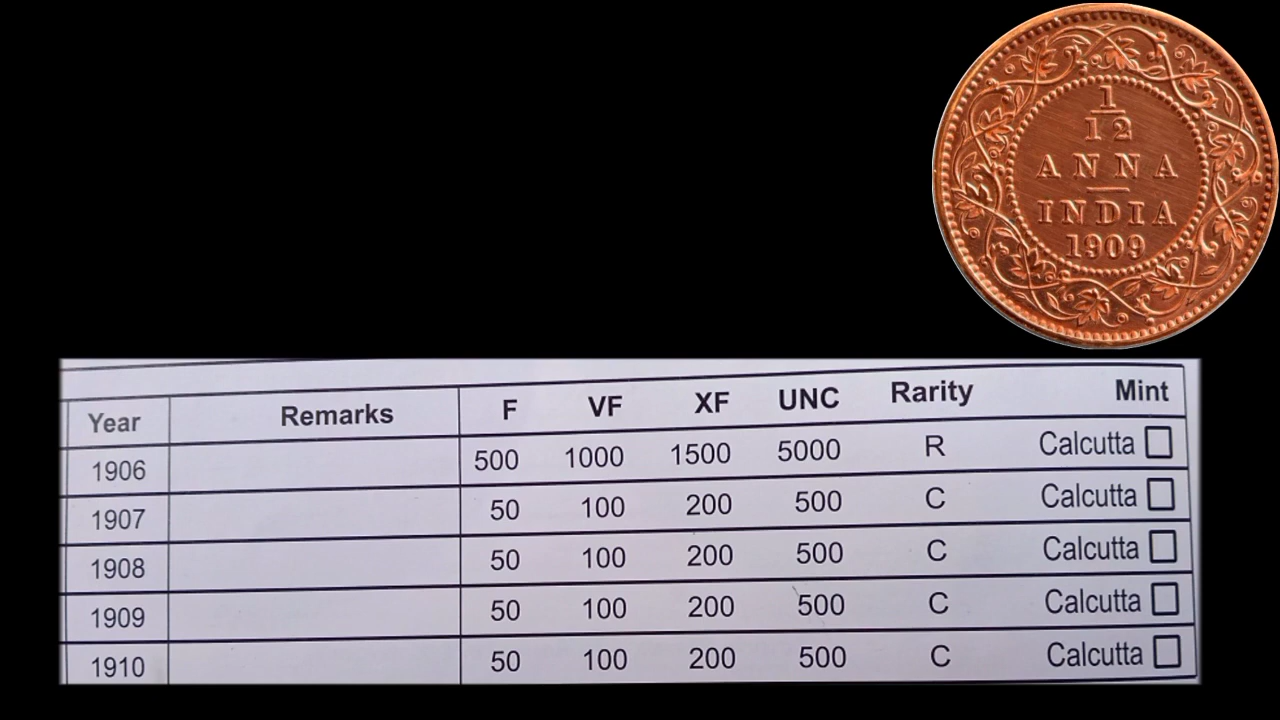 1
12
ANNA
INDIA
1909
Year Remarks F VF XF UNC Rarity Mint
1906 500 1000 1500 5000 R Calcutta
1907 50 100 200 500 C Calcutta
1908 50 100 200 500 C Calcutta
1909 50 100 200 500 C Calcutta
1910 50 100 200 500 C Calcutta